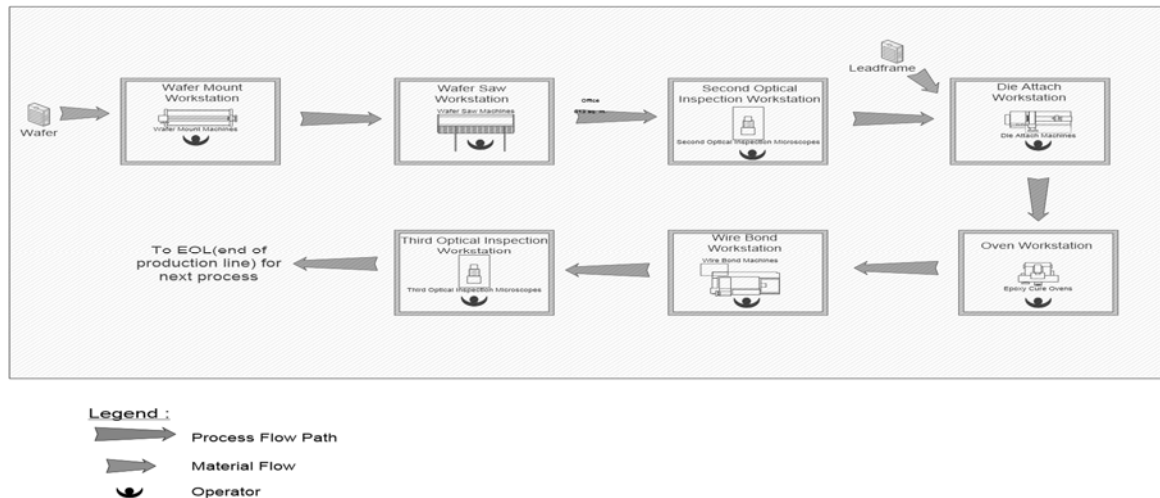 Leadframe
Wafer
Wafer Mount
Workstation
Wafer Mount Machines
Wafer Saw
Workstation
Wafer Saw Machines
Office
Second Optical
Inspection Workstation
Second Optical Inspection Microscopes
Die Attach
Workstation
Die Attach Machines
To EOL(end of
production line) for
next process
Third Optical Inspection
Workstation
Third Optical Inspection Microscopes
Wire Bond
Workstation
Wire Bond Machines
Oven Workstation
Epoxy Cure Ovens
Legend :
Process Flow Path
Material Flow
Operator